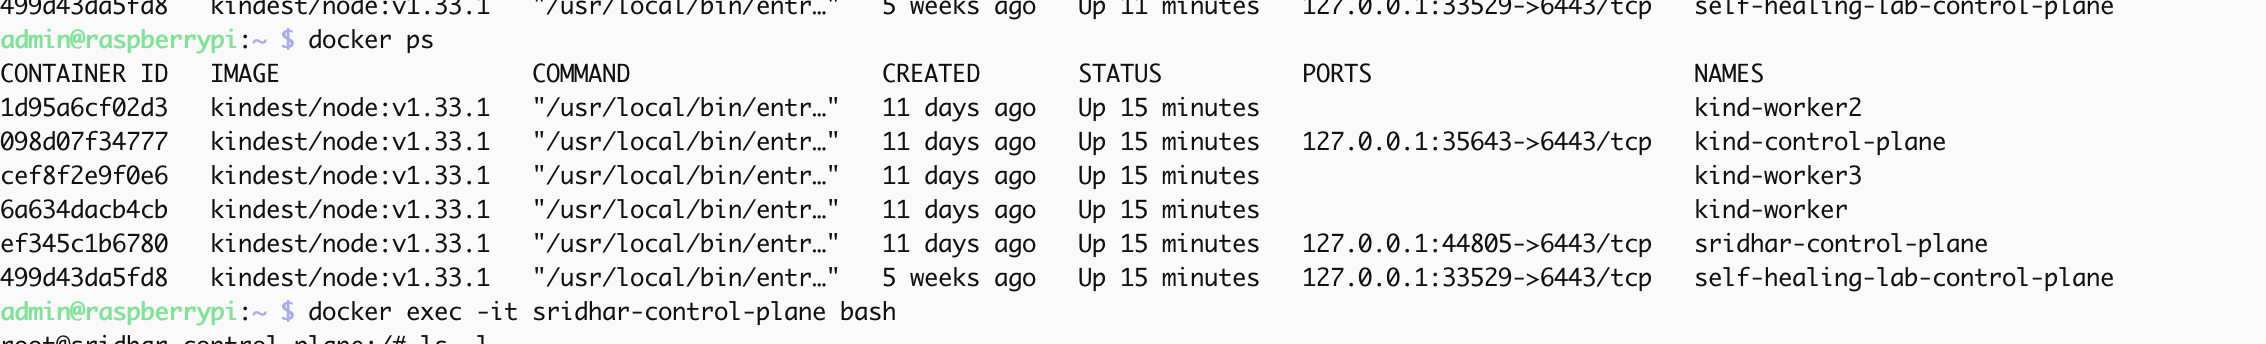 499d43da5fd8   kindest/node:v1.33.1   "/usr/local/bin/entr…"   5 weeks ago   Up 11 minutes   127.0.0.1:33529->6443/tcp   self-healing-lab-control-plane
admin@raspberrypi:~ $ docker ps
CONTAINER ID   IMAGE                  COMMAND                  CREATED       STATUS          PORTS                       NAMES
1d95a6cf02d3   kindest/node:v1.33.1   "/usr/local/bin/entr…"   11 days ago   Up 15 minutes                               kind-worker2
098d07f34777   kindest/node:v1.33.1   "/usr/local/bin/entr…"   11 days ago   Up 15 minutes   127.0.0.1:35643->6443/tcp   kind-control-plane
cef8f2e9f0e6   kindest/node:v1.33.1   "/usr/local/bin/entr…"   11 days ago   Up 15 minutes                               kind-worker3
6a634dacb4cb   kindest/node:v1.33.1   "/usr/local/bin/entr…"   11 days ago   Up 15 minutes                               kind-worker
ef345c1b6780   kindest/node:v1.33.1   "/usr/local/bin/entr…"   11 days ago   Up 15 minutes   127.0.0.1:44805->6443/tcp   sridhar-control-plane
499d43da5fd8   kindest/node:v1.33.1   "/usr/local/bin/entr…"   5 weeks ago   Up 15 minutes   127.0.0.1:33529->6443/tcp   self-healing-lab-control-plane
admin@raspberrypi:~ $ docker exec -it sridhar-control-plane bash
root@sridhar-control-plane:/# ls -l